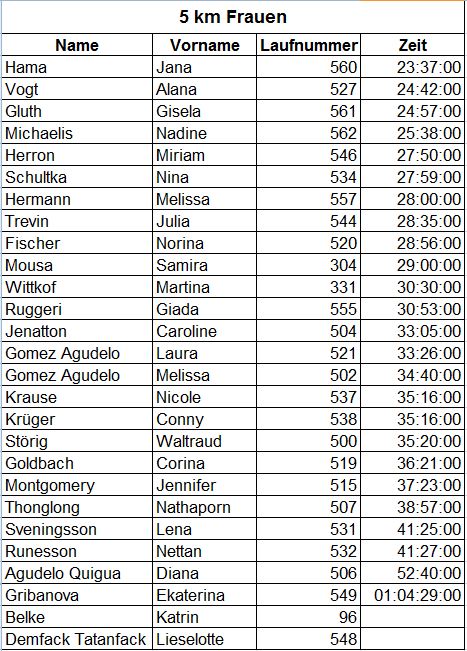 5 km Frauen
Name Vorname Laufnummer Zeit
Hama Jana 560 23:37:00
Vogt Alana 527 24:42:00
Gluth Gisela 561 24:57:00
Michaelis Nadine 562 25:38:00
Herron Miriam 546 27:50:00
Schultka Nina 534 27:59:00
Hermann Melissa 557 28:00:00
Trevin Julia 544 28:35:00
Fischer Norina 520 28:56:00
Mousa Samira 304 29:00:00
Wittkof Martina 331 30:30:00
Ruggeri Giada 555 30:53:00
Jenatton Caroline 504 33:05:00
Gomez Agudelo Laura 521 33:26:00
Gomez Agudelo Melissa 502 34:40:00
Krause Nicole 537 35:16:00
Krüger Conny 538 35:16:00
Störig Waltraud 500 35:20:00
Goldbach Corina 519 36:21:00
Montgomery Jennifer 515 37:23:00
Thonglong Nathaporn 507 38:57:00
Sveningsson Lena 531 41:25:00
Runesson Nettan 532 41:27:00
Agudelo Quigua Diana 506 52:40:00
Gribanova Ekaterina 549 01:04:29:00
Belke Katrin 96
Demfack Tatanfack Lieselotte 548